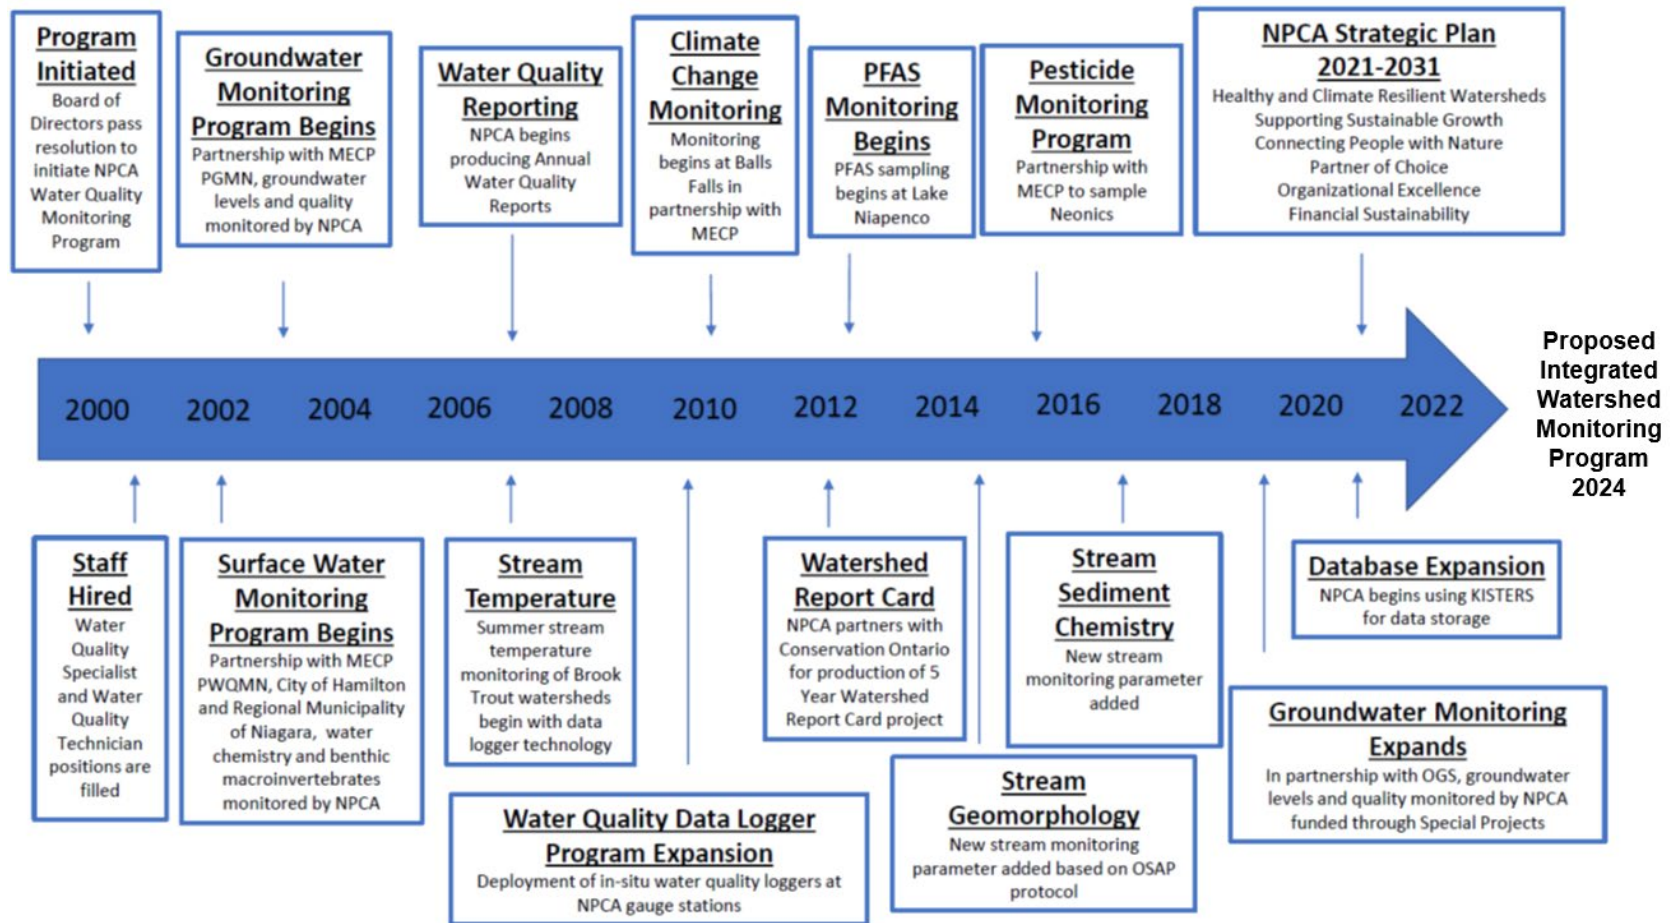 Program
Initiated
Board of
Directors pass
resolution to
initiate NPCA
Water Quality
Monitoring
Program
Groundwater
Monitoring
Program Begins
Partnership with MECP
PGMN, groundwater
levels and quality
monitored by NPCA
Water Quality
Reporting
NPCA begins
producing Annual
Water Quality
Reports
Climate
Change
Monitoring
Monitoring
begins at Balls
Falls in
partnership with
MECP
PFAS
Monitoring
Begins
PFAS sampling
begins at Lake
Niapenco
Pesticide
Monitoring
Program
Partnership with
MECP to sample
Neonics
NPCA Strategic Plan
2021-2031
Healthy and Climate Resilient Watersheds
Supporting Sustainable Growth
Connecting People with Nature
Partner of Choice
Organizational Excellence
Financial Sustainability
2000 2002 2004 2006 2008 2010 2012 2014 2016 2018 2020 2022
Proposed
Integrated
Watershed
Monitoring
Program
2024
Staff
Hired
Water
Quality
Specialist
and Water
Quality
Technician
positions are
filled
Surface Water
Monitoring
Program Begins
Partnership with MECP
PWQMN, City of Hamilton
and Regional Municipality
of Niagara, water
chemistry and benthic
macroinvertebrates
monitored by NPCA
Stream
Temperature
Summer stream
temperature
monitoring of Brook
Trout watersheds
begin with data
logger technology
Water Quality Data Logger
Program Expansion
Deployment of in-situ water quality loggers at
NPCA gauge stations
Watershed
Report Card
NPCA partners with
Conservation Ontario
for production of 5
Year Watershed
Report Card project
Stream
Geomorphology
New stream monitoring
parameter added based on OSAP
protocol
Stream
Sediment
Chemistry
New stream
monitoring parameter
added
Database Expansion
NPCA begins using KISTERS
for data storage
Groundwater Monitoring
Expands
In partnership with OGS, groundwater
levels and quality monitored by NPCA
funded through Special Projects